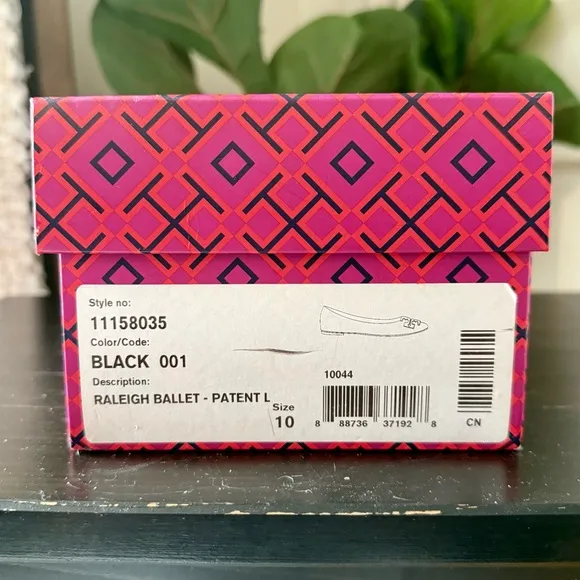 Style no:
11158035
Color/Code:
BLACK 001
Description:
RALEIGH BALLET - PATENT L
Size
10
10044
8 88736 37192 8
CN